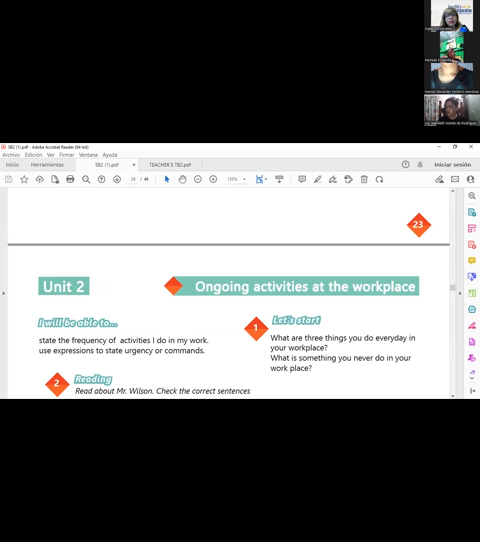 SB2 (1).pdf - Adobe Acrobat Reader (64-bit)
Archivo Edición Ver Firmar Ventana Ayuda
Inicio Herramientas SB2 (1).pdf × TEACHER'S TB2.pdf Iniciar sesión
24 / 49 135%
23
Unit 2
Ongoing activities at the workplace
I will be able to...
state the frequency of activities I do in my work.
use expressions to state urgency or commands.
1
Let's start
What are three things you do everyday in
your workplace?
What is something you never do in your
work place?
2
Reading
Read about Mr. Wilson. Check the correct sentences